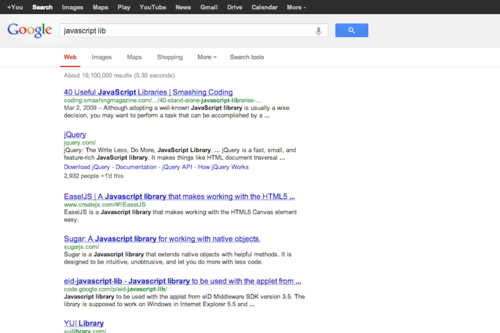 +You Search Images Maps Play YouTube News Gmail Drive Calendar More
Google javascript lib
Web Images Maps Shopping More Search tools
About 19,100,000 results (0.30 seconds)
40 Useful JavaScript Libraries | Smashing Coding
coding.smashingmagazine.com/.../40-stand-alone-javascript-libraries-...
Mar 2, 2009 – Although adopting a well-known JavaScript library is usually a wise
decision, you may want to perform a task that can be accomplished by a ...
jQuery
jquery.com/
jQuery: The Write Less, Do More, JavaScript Library. ... jQuery is a fast, small, and
feature-rich JavaScript library. It makes things like HTML document traversal ...
Download jQuery - Documentation - jQuery API - How jQuery Works
2,932 people +1'd this
EaselJS | A Javascript library that makes working with the HTML5 ...
www.createjs.com/#!/EaselJS
EaselJS is a Javascript library that makes working with the HTML5 Canvas element
easy.
Sugar: A Javascript library for working with native objects.
sugarjs.com/
Sugar is a Javascript library that extends native objects with helpful methods. It is
designed to be intuitive, unobtrusive, and let you do more less code.
eid-javascript-lib - Javascript library to be used with the applet from ...
code.google.com/p/eid-javascript-lib/
Javascript library to be used with the applet from eID Middleware SDK version 3.5. The
library is supposed to work on Windows in Internet Explorer 5.5 and ...
YUI Library
yuilibrary.com/